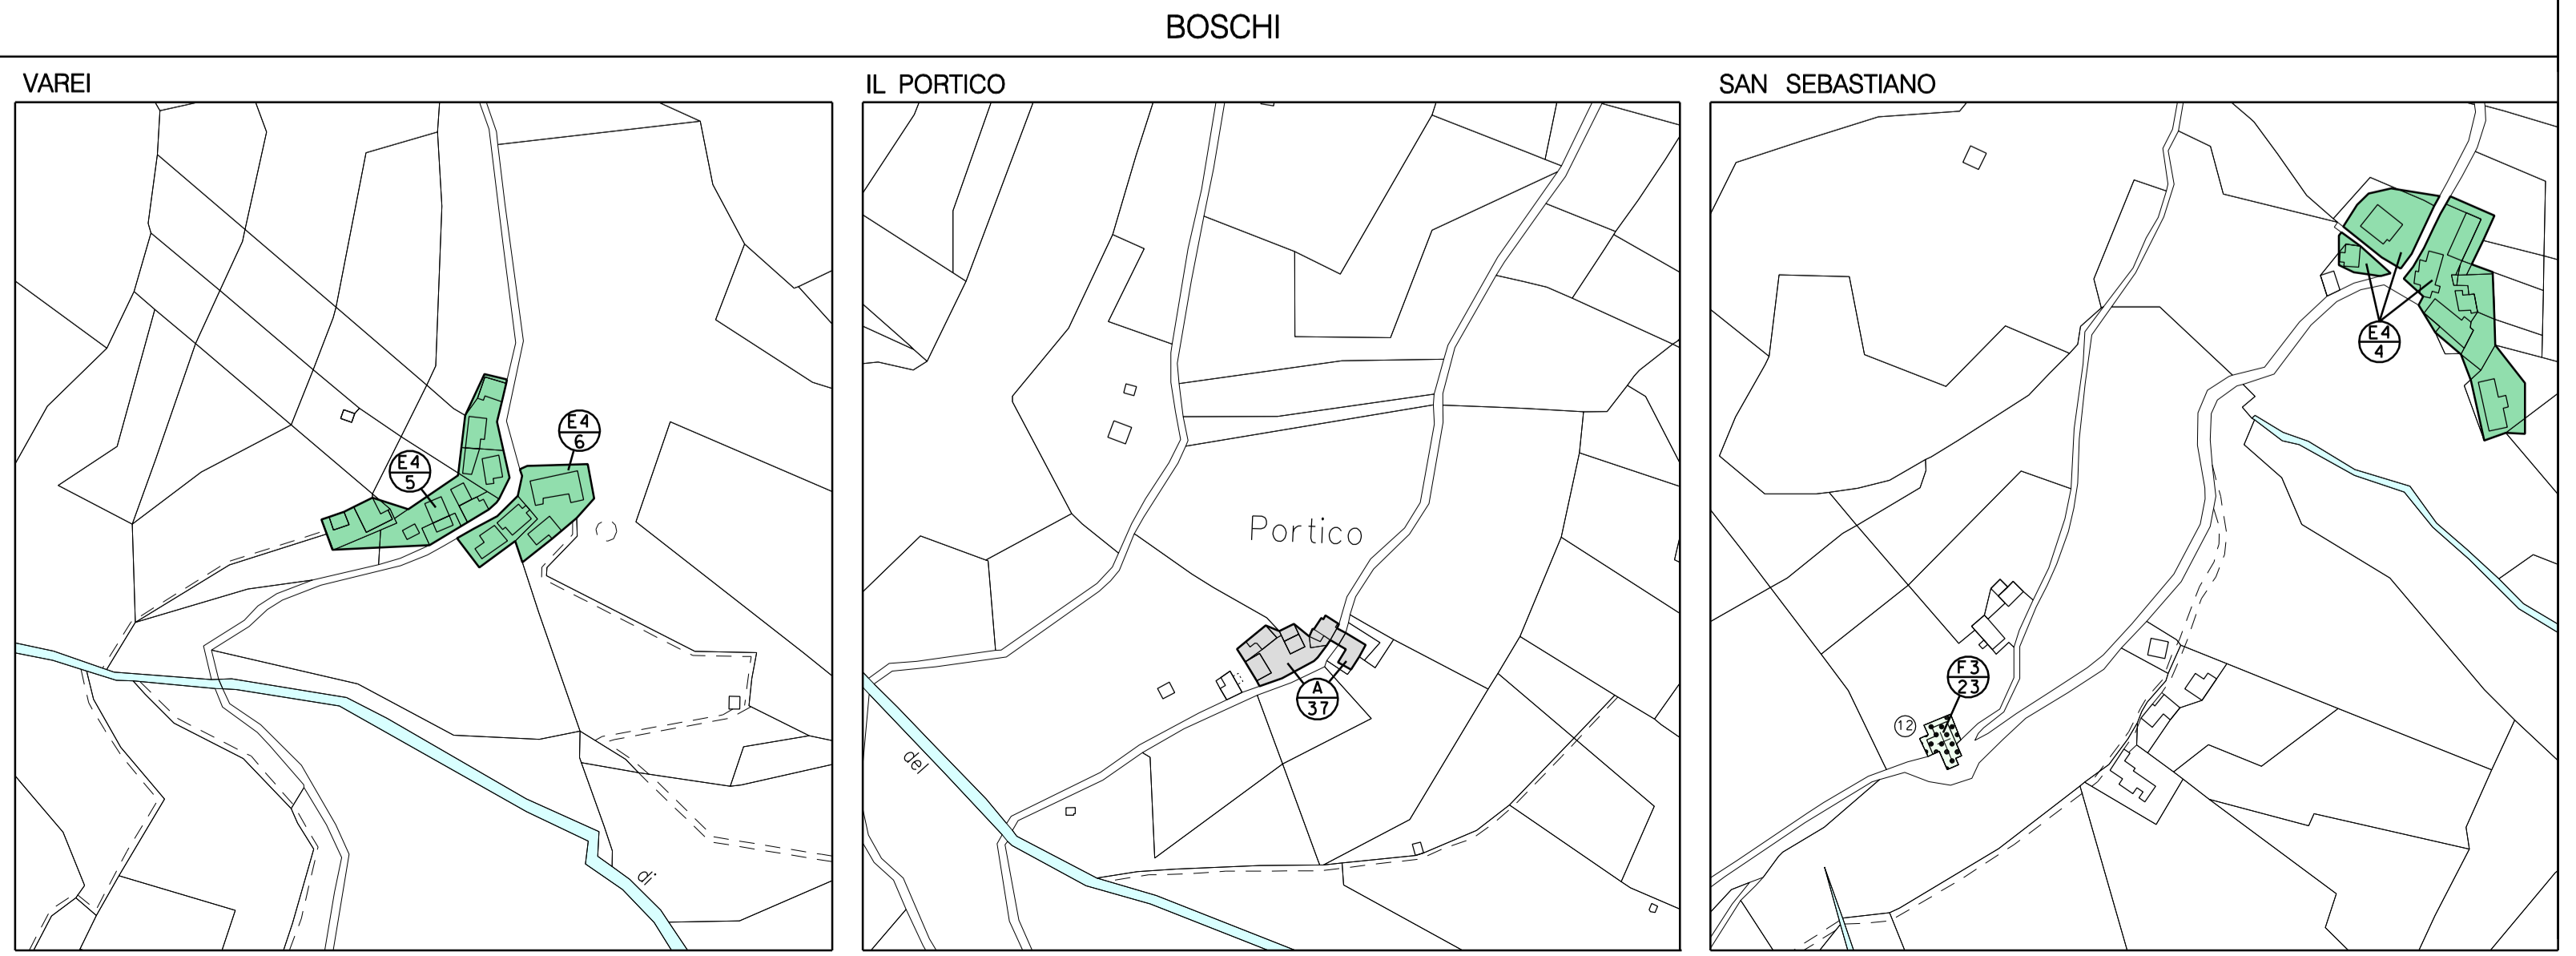 BOSCHI
VAREI
E4
6
E4
5
di
IL PORTICO
Portico
A
37
del
SAN SEBASTIANO
E4
4
F3
23
12